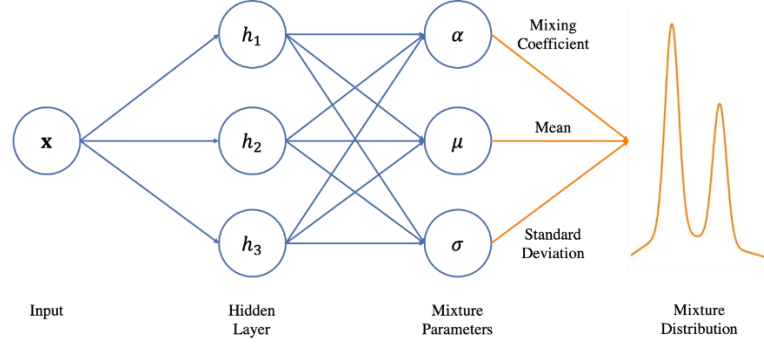 x
h₁
h₂
h₃
α
μ
σ
Mixing
Coefficient
Mean
Standard
Deviation
Input
Hidden
Layer
Mixture
Parameters
Mixture
Distribution